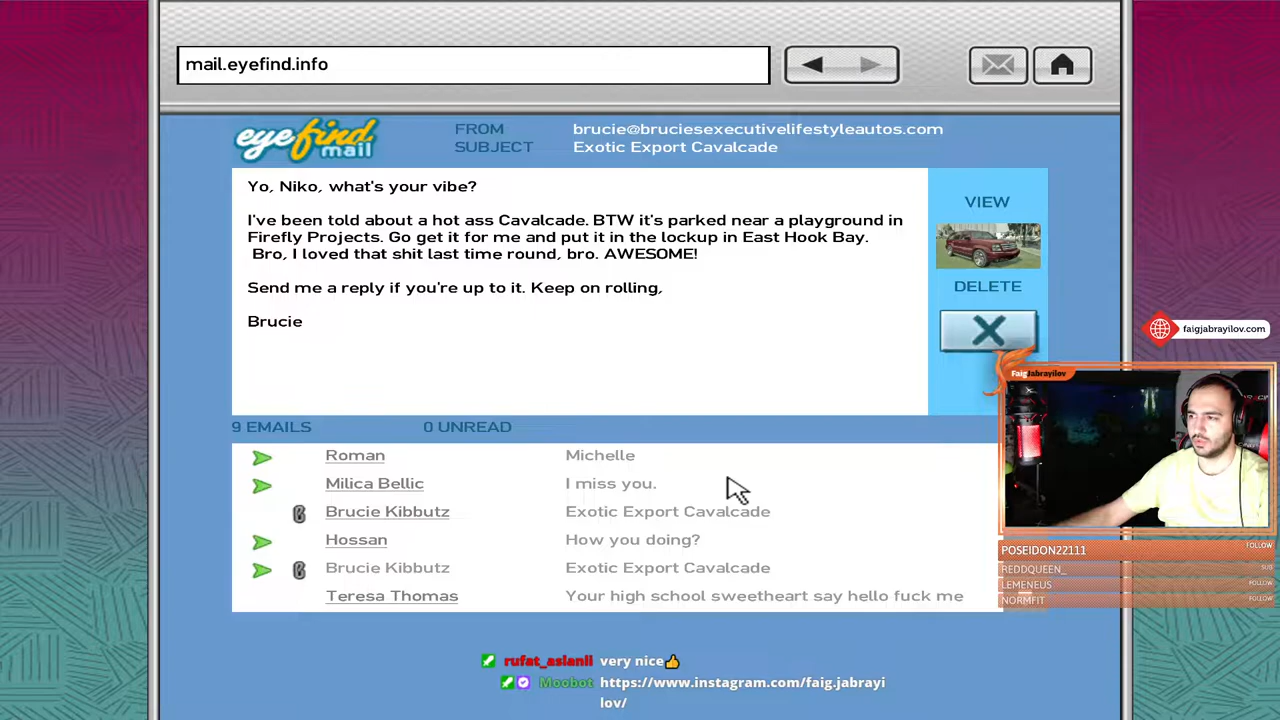 mail.eyefind.info
eyefind mail
FROM brucie@bruciesexecutivelifestyleautos.com
SUBJECT Exotic Export Cavalcade
Yo, Niko, what's your vibe?
I've been told about a hot ass Cavalcade. BTW it's parked near a playground in
Firefly Projects. Go get it for me and put it in the lockup in East Hook Bay.
Bro, I loved that shit last time round, bro. AWESOME!
Send me a reply if you're up to it. Keep on rolling,
Brucie
VIEW
DELETE
9 EMAILS 0 UNREAD
Roman Michelle
Milica Bellic I miss you.
Brucie Kibbutz Exotic Export Cavalcade
Hossan How you doing?
Brucie Kibbutz Exotic Export Cavalcade
Teresa Thomas Your high school sweetheart say hello fuck me
faigjabrayilov.com
FaigJabrayilov
POSEIDON22111 FOLLOW
REDDQUEEN_ SUB
LEMENEUS FOLLOW
NORMFIT FOLLOW
rufat_aslanli very nice👍
Moobot https://www.instagram.com/faig.jabrayi
lov/